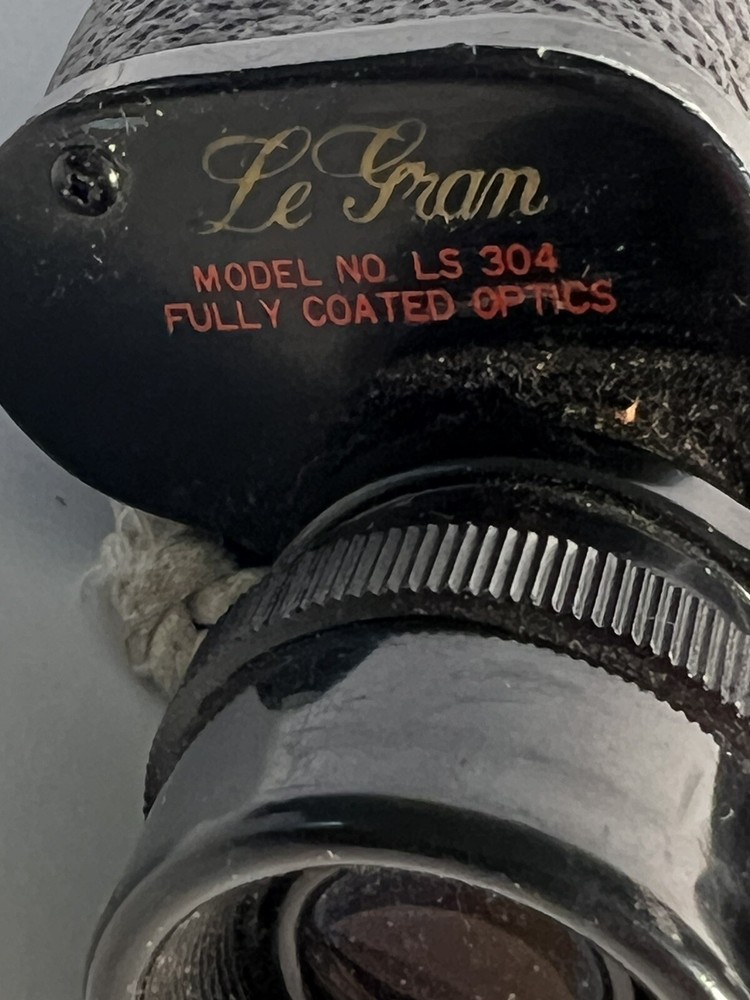 Le Gran
MODEL NO. LS 304
FULLY COATED OPTICS